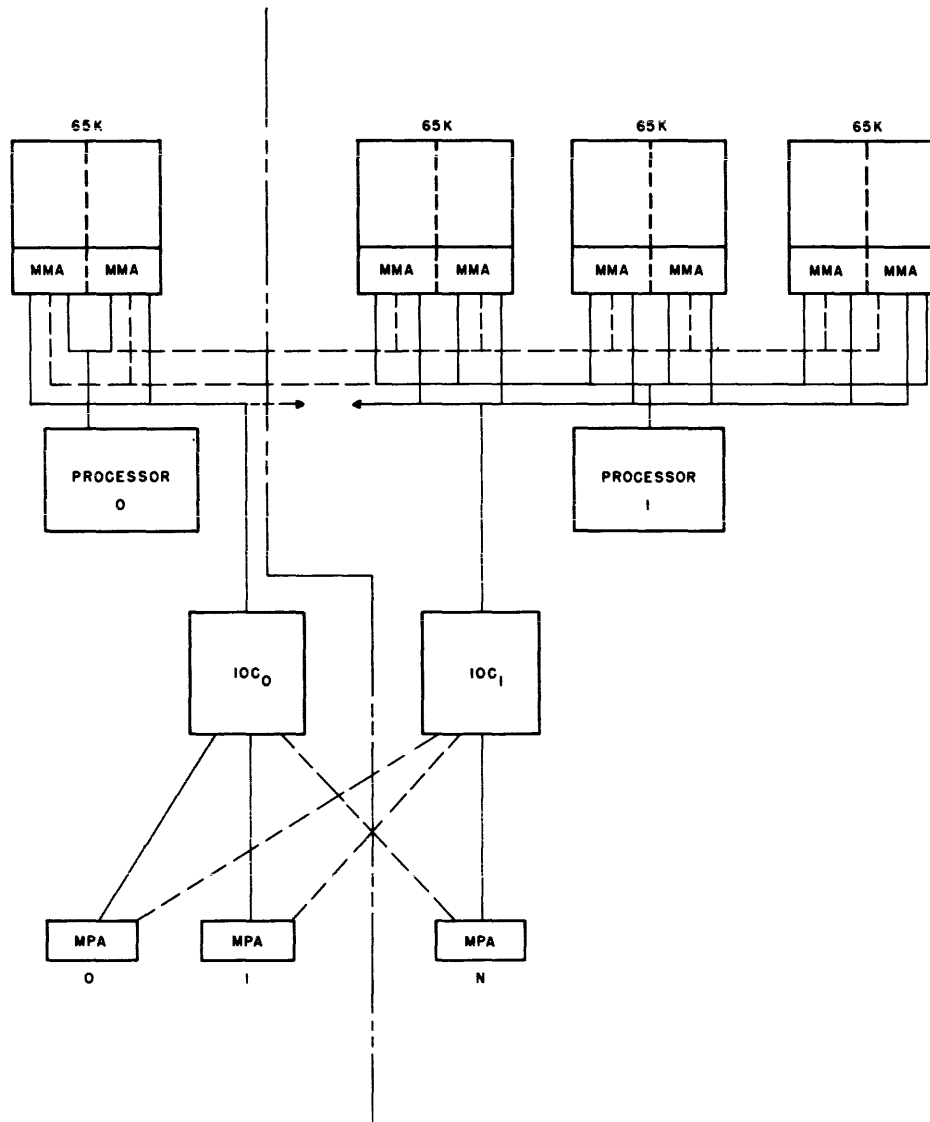 65K 65K 65K 65K
MMA MMA MMA MMA MMA MMA MMA MMA
PROCESSOR 0
PROCESSOR 1
IOC0 IOC1
MPA MPA MPA
0 1 N